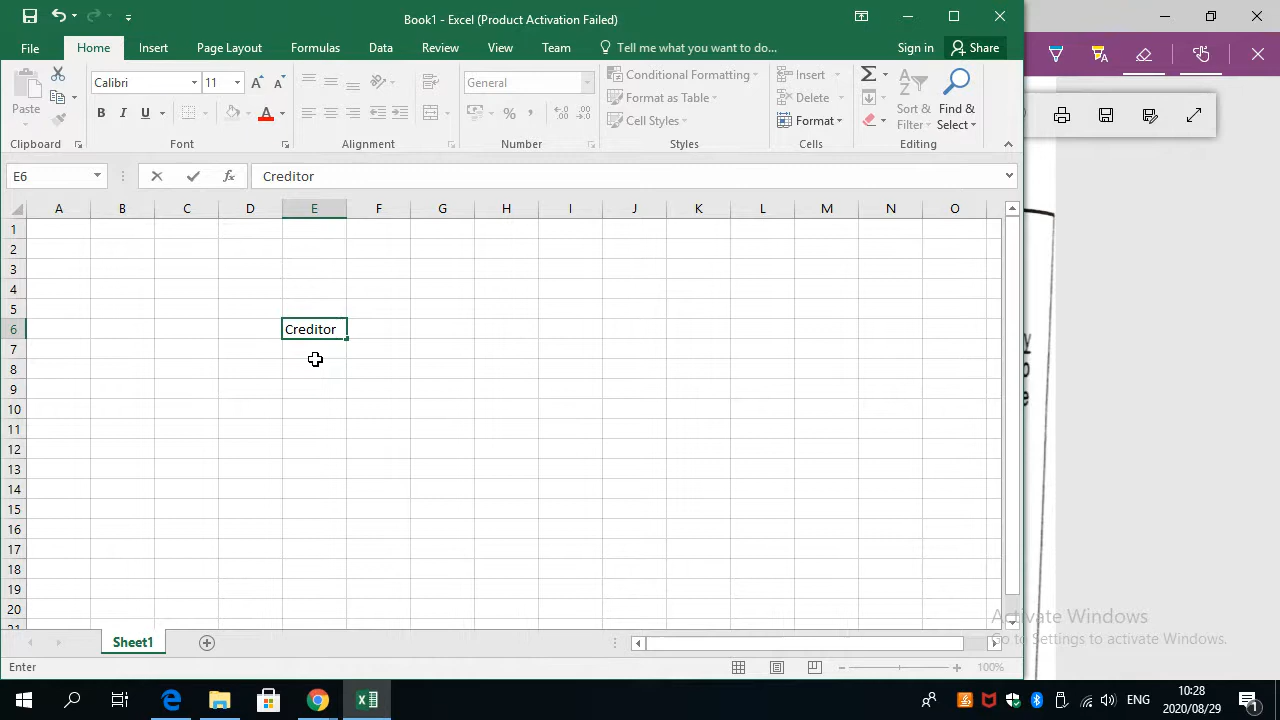 Book1 - Excel (Product Activation Failed)
File Home Insert Page Layout Formulas Data Review View Team Tell me what you want to do... Sign in Share
Calibri 11 General Conditional Formatting Insert
Paste Format as Table Delete Sort & Find &
B I U A % , Cell Styles Format Filter Select
Clipboard Font Alignment Number Styles Cells Editing
E6 fx Creditor
A B C D E F G H I J K L M N O
1
2
3
4
5
6 Creditor
7
8
9
10
11
12
13
14
15
16
17
18
19
20
21
Sheet1
Enter 100%
y
o
e
Activate Windows
Go to Settings to activate Windows.
ENG 10:28
2020/08/29 1